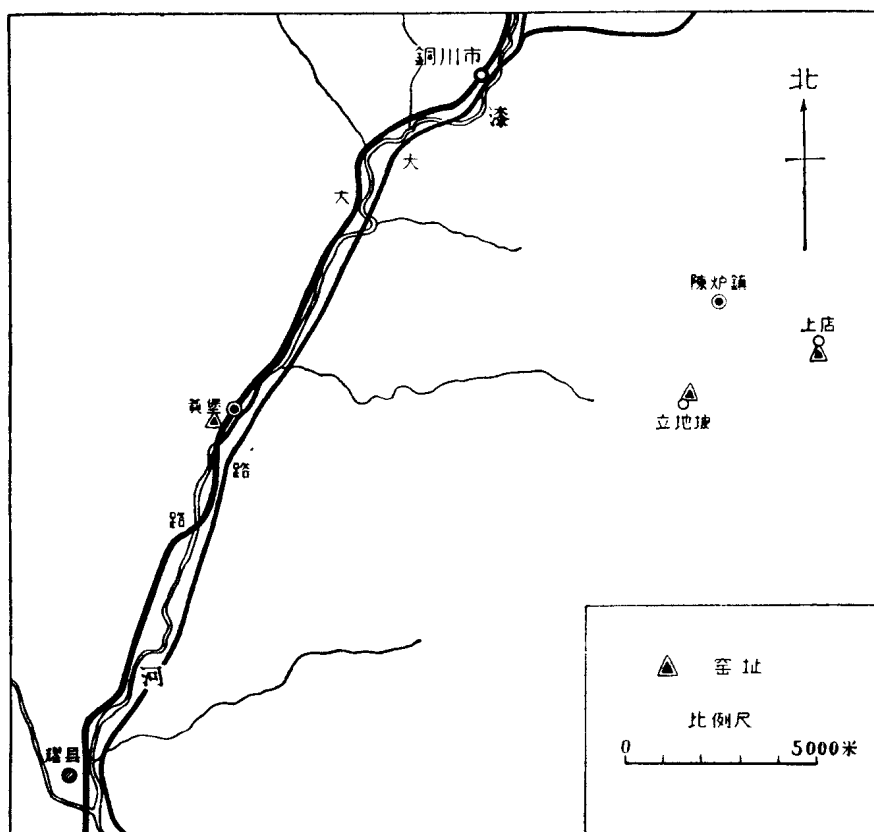 銅川市
北
漆
大
大
陳炉鎮
上店
黄堡
立地坡
路
路
河
耀县
窑址
比例尺
0 5000米